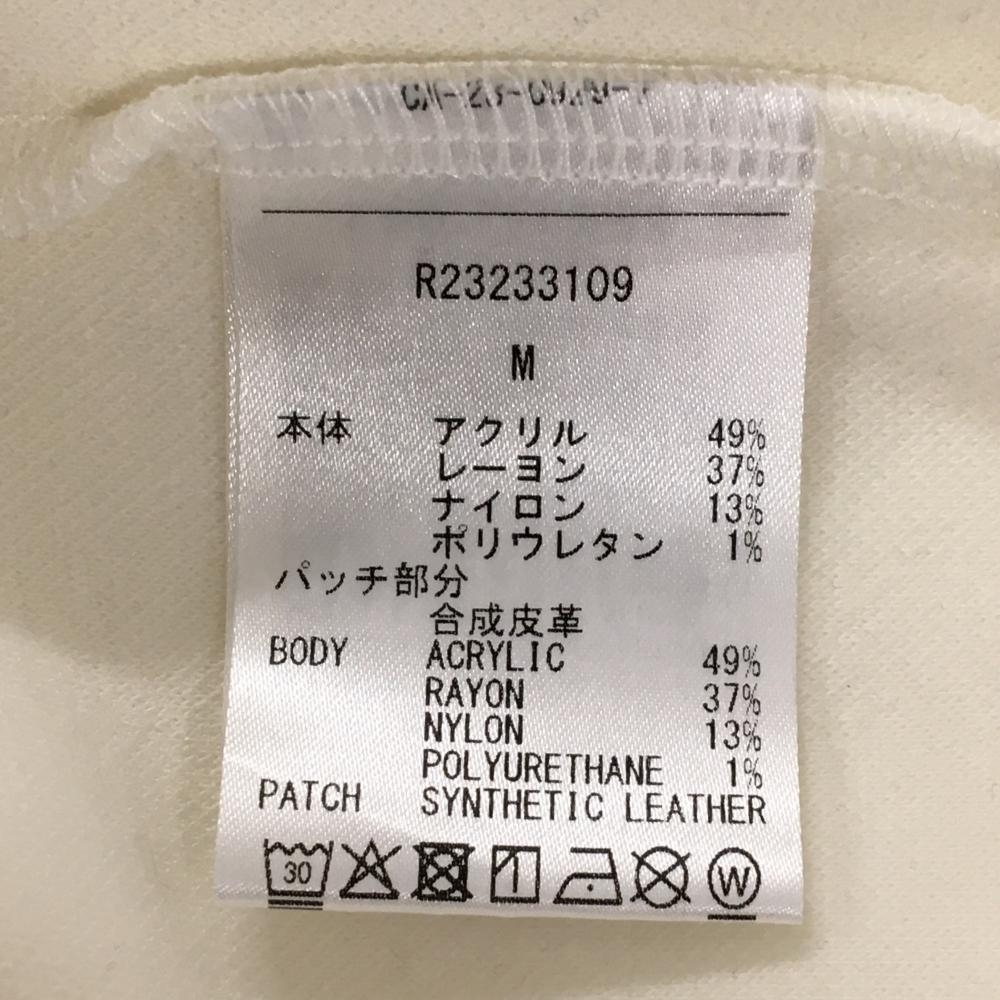 R23233109
M
本体 アクリル 49%
レーヨン 37%
ナイロン 13%
ポリウレタン 1%
パッチ部分
合成皮革
BODY ACRYLIC 49%
RAYON 37%
NYLON 13%
POLYURETHANE 1%
PATCH SYNTHETIC LEATHER
30 W